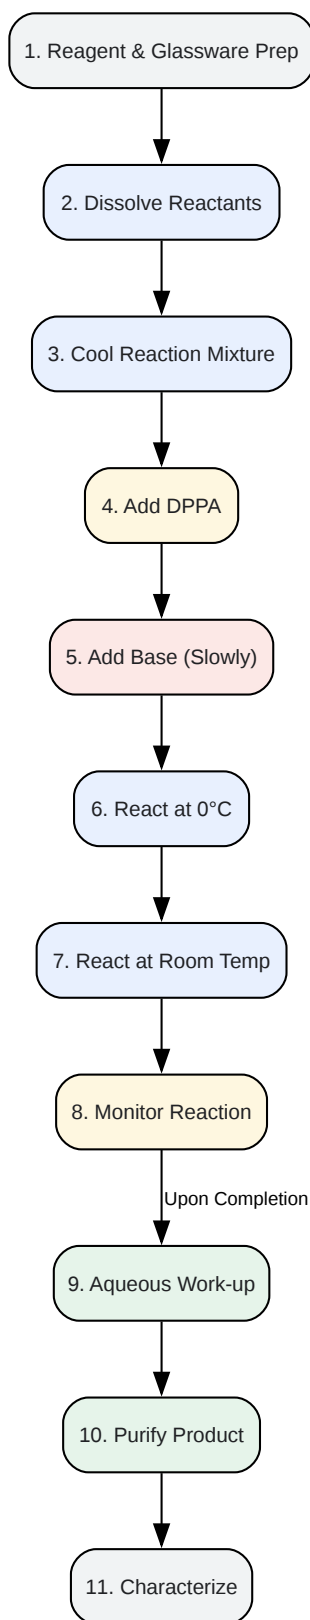 1. Reagent & Glassware Prep
2. Dissolve Reactants
3. Cool Reaction Mixture
4. Add DPPA
5. Add Base (Slowly)
6. React at 0°C
7. React at Room Temp
8. Monitor Reaction
Upon Completion
9. Aqueous Work-up
10. Purify Product
11. Characterize